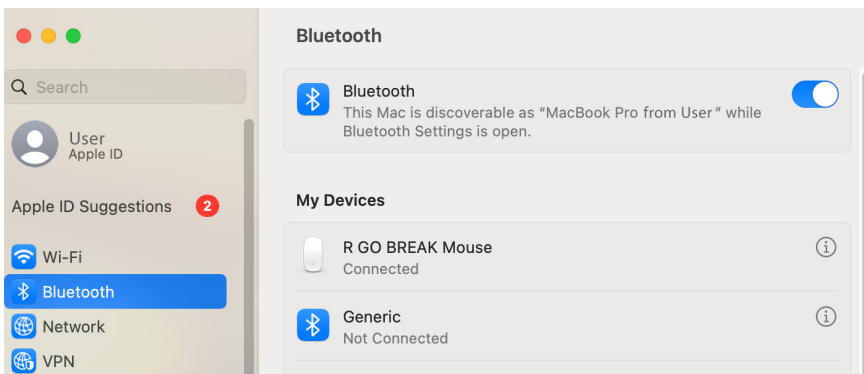 Search
User
Apple ID
Apple ID Suggestions 2
Wi-Fi
Bluetooth
Network
VPN
Bluetooth
Bluetooth
This Mac is discoverable as “MacBook Pro from User” while
Bluetooth Settings is open.
My Devices
R GO BREAK Mouse
Connected
Generic
Not Connected